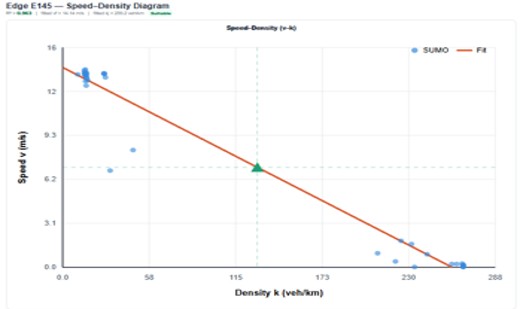 Edge E145 — Speed–Density Diagram
Speed–Density (v–k)
SUMO
Fit
16
12
9.3
6.2
3.1
0.0
Speed v (m/s)
0.0 58 115 173 230 288
Density k (veh/km)